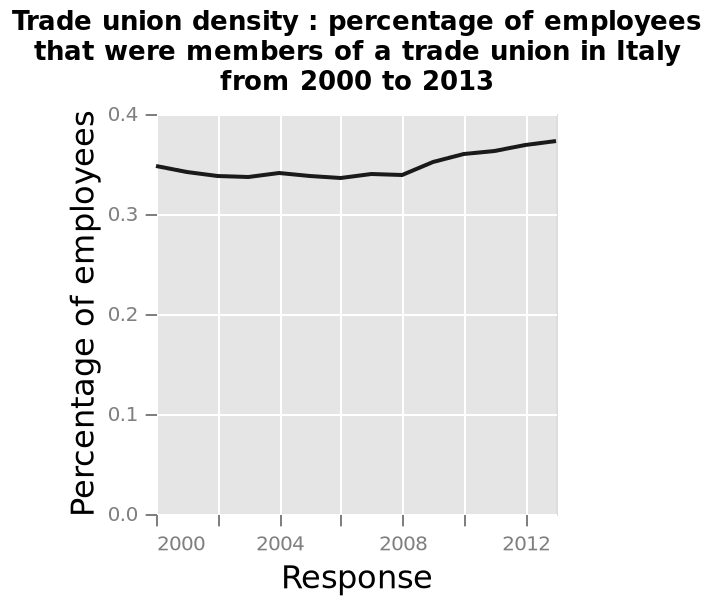 Trade union density : percentage of employees
that were members of a trade union in Italy
from 2000 to 2013
Percentage of employees
0.4
0.3
0.2
0.1
0.0
2000 2004 2008 2012
Response